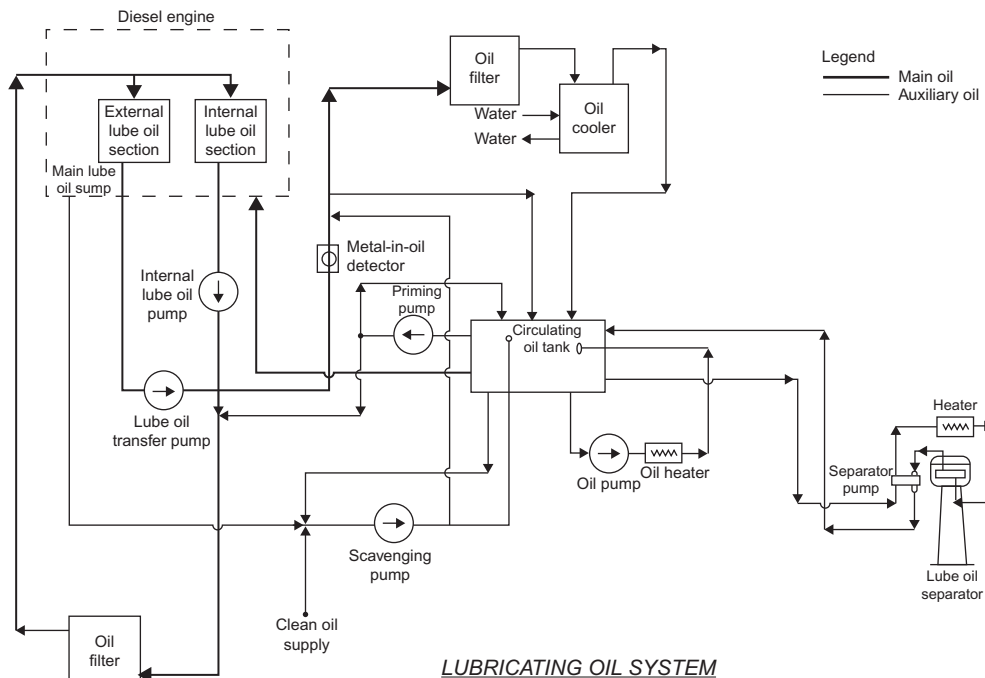 Diesel engine
External
lube oil
section
Internal
lube oil
section
Main lube
oil sump
Oil
filter
Water
Water
Oil
cooler
Legend
Main oil
Auxiliary oil
Metal-in-oil
detector
Internal
lube oil
pump
Priming
pump
Circulating
oil tank
Lube oil
transfer pump
Oil pump
Oil heater
Heater
Separator
pump
Scavenging
pump
Lube oil
separator
Clean oil
supply
Oil
filter
LUBRICATING OIL SYSTEM